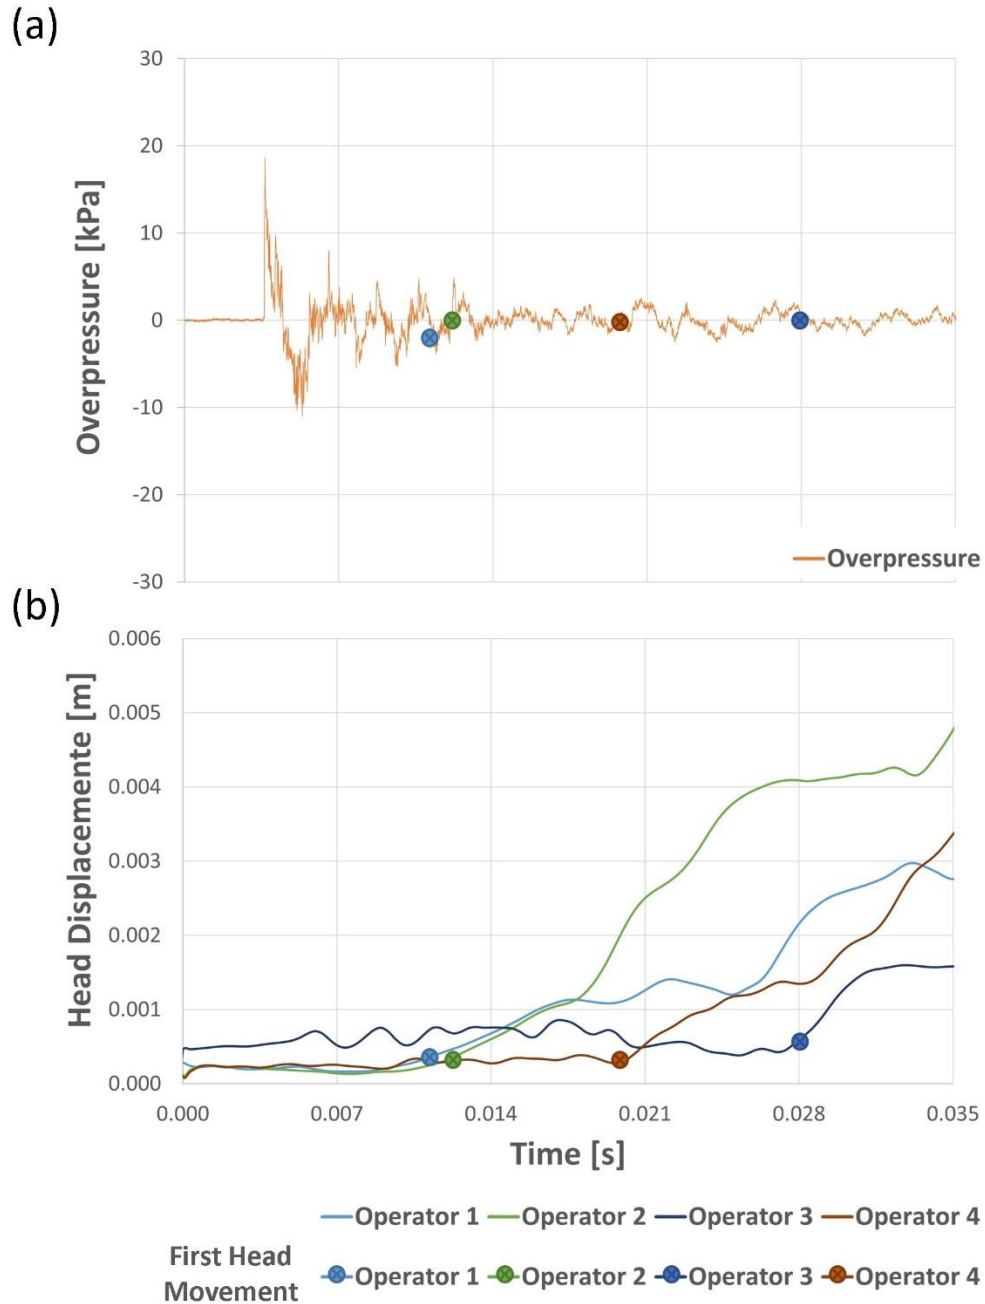 (a)
30
20
10
0
-10
-20
-30
Overpressure [kPa]
Overpressure
(b)
0.006
0.005
0.004
0.003
0.002
0.001
0.000
Head Displacemente [m]
0.000 0.007 0.014 0.021 0.028 0.035
Time [s]
Operator 1 Operator 2 Operator 3 Operator 4
First Head
Movement
Operator 1 Operator 2 Operator 3 Operator 4